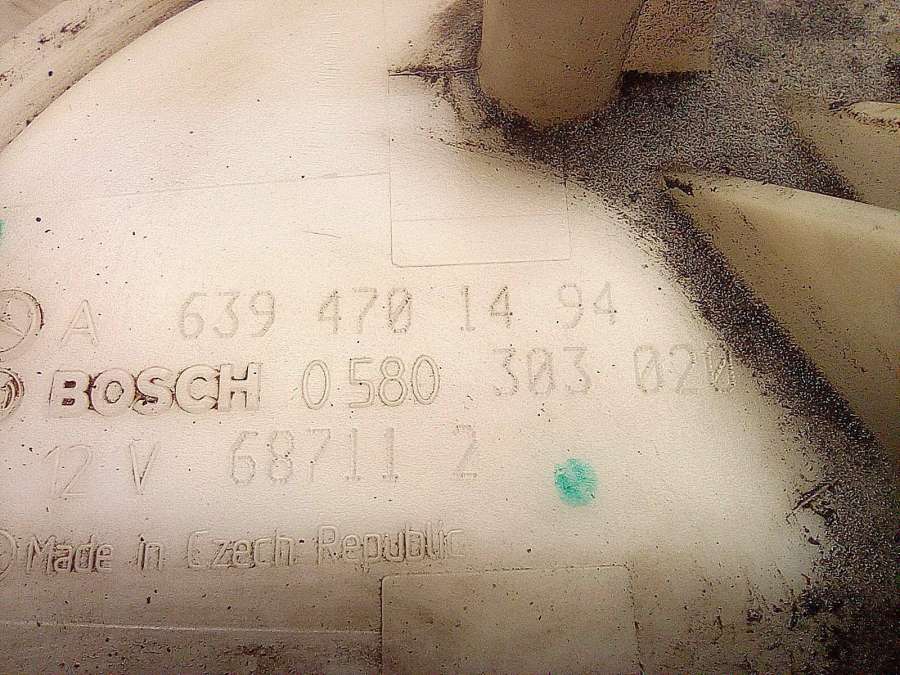 A 639 470 14 94
BOSCH 0 580 303 020
12 V 68711 2
Made in Czech Republic